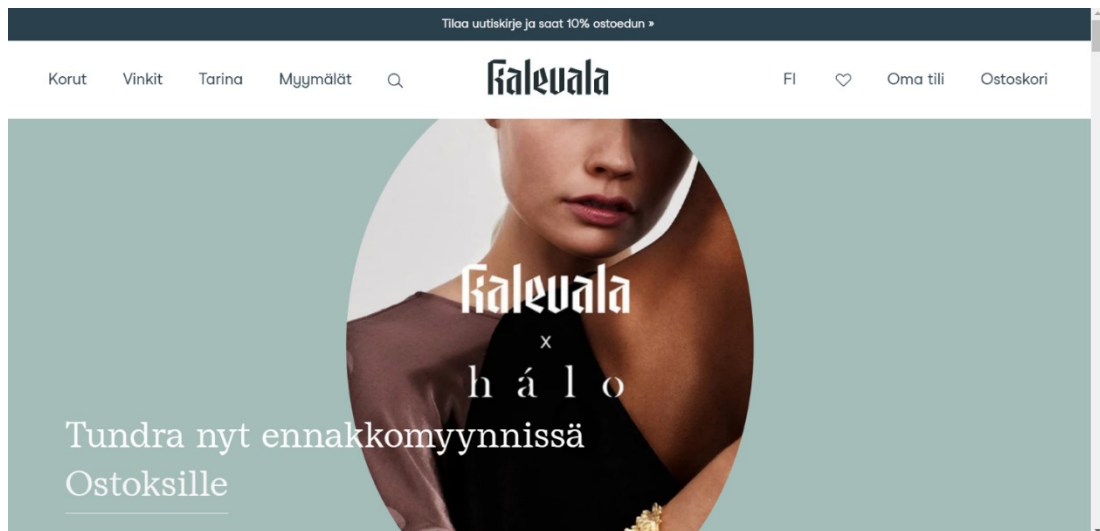 Tilaa uutiskirje ja saat 10% ostoedun »
Korut Vinkit Tarina Myymälät Kalevala FI Oma tili Ostoskori
Kalevala
x
hálo
Tundra nyt ennakkomyynnissä
Ostoksille